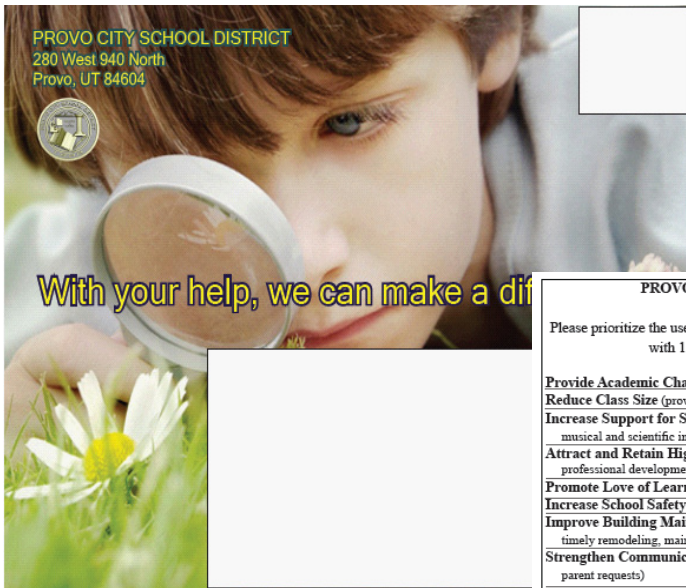 PROVO CITY SCHOOL DISTRICT
280 West 940 North
Provo, UT 84604
With your help, we can make a dif
PROVO
Please prioritize the use
with 1
Provide Academic Cha
Reduce Class Size (prov
Increase Support for S
musical and scientific in
Attract and Retain Hig
professional developme
Promote Love of Learn
Increase School Safety
Improve Building Mai
timely remodeling, main
Strengthen Communic
parent requests)